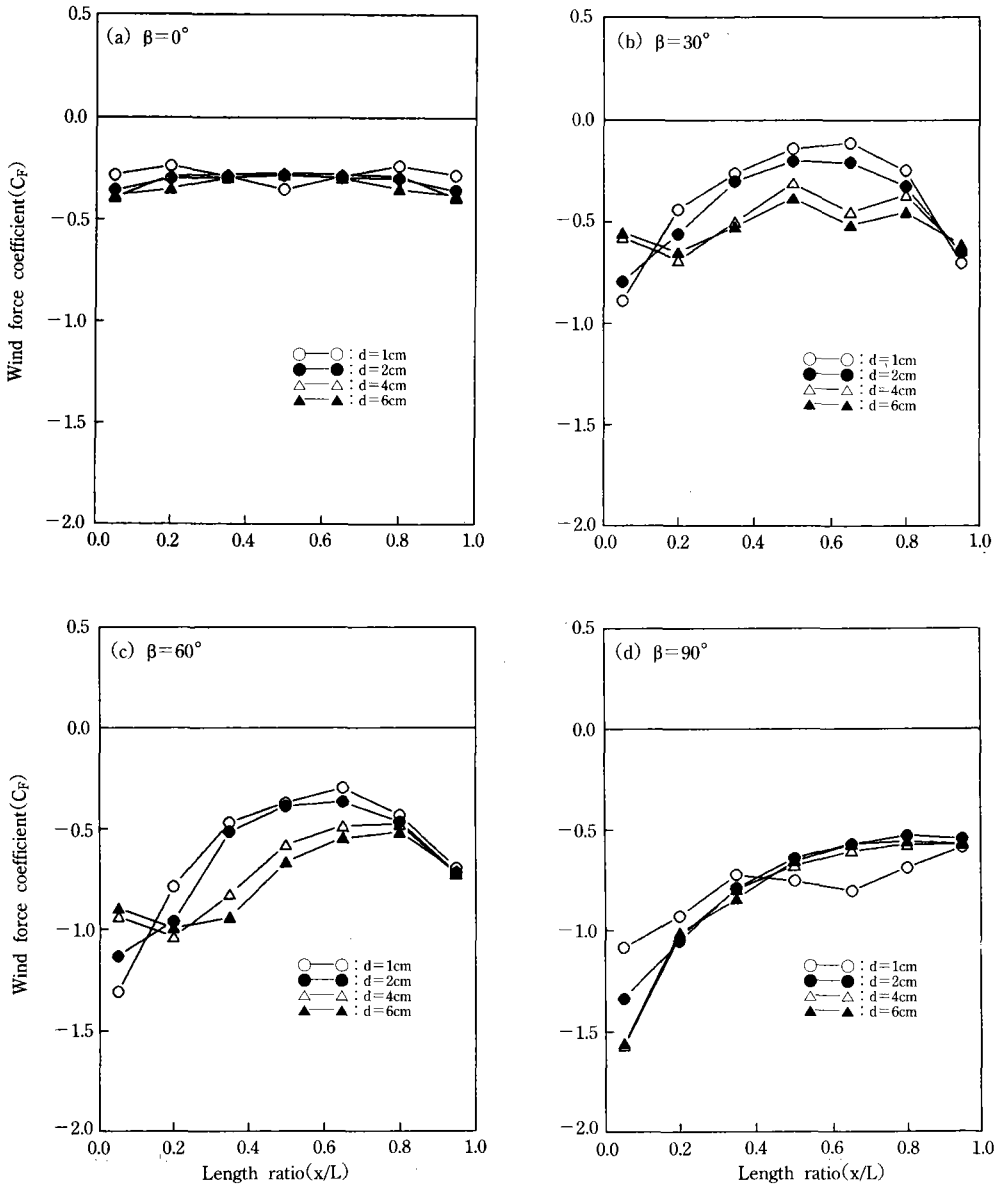 (a) β=0°
0.5
0.0
−0.5
−1.0
−1.5
−2.0
Wind force coefficient(C_F)
○—○ : d=1cm
●—● : d=2cm
△—△ : d=4cm
▲—▲ : d=6cm
0.0 0.2 0.4 0.6 0.8 1.0
(b) β=30°
0.5
0.0
−0.5
−1.0
−1.5
−2.0
○—○ : d=1cm
●—● : d=2cm
△—△ : d=4cm
▲—▲ : d=6cm
0.0 0.2 0.4 0.6 0.8 1.0
(c) β=60°
0.5
0.0
−0.5
−1.0
−1.5
−2.0
Wind force coefficient(C_F)
○—○ : d=1cm
●—● : d=2cm
△—△ : d=4cm
▲—▲ : d=6cm
0.0 0.2 0.4 0.6 0.8 1.0
Length ratio(x/L)
(d) β=90°
0.5
0.0
−0.5
−1.0
−1.5
−2.0
○—○ : d=1cm
●—● : d=2cm
△—△ : d=4cm
▲—▲ : d=6cm
0.0 0.2 0.4 0.6 0.8 1.0
Length ratio(x/L)